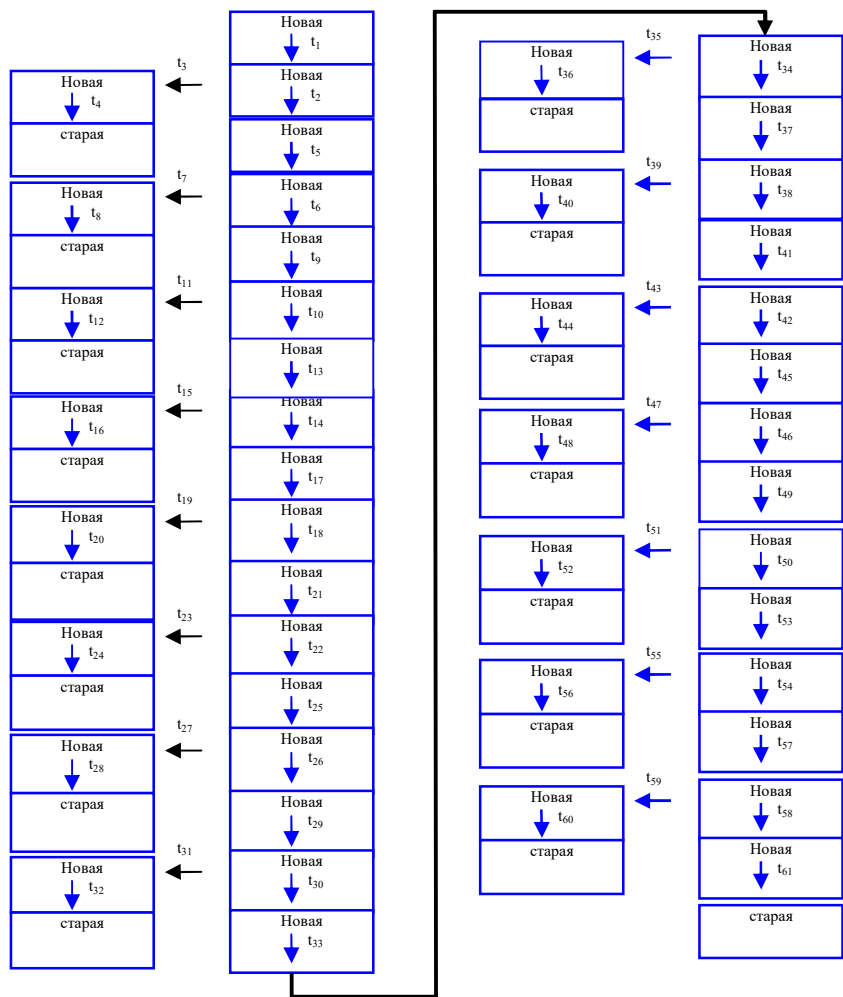 Новая
t1
t3
Новая
t4
старая
Новая
t2
Новая
t5
t7
Новая
t8
старая
Новая
t6
Новая
t9
t11
Новая
t12
старая
Новая
t10
Новая
t13
t15
Новая
t16
старая
Новая
t14
Новая
t17
t19
Новая
t20
старая
Новая
t18
Новая
t21
t23
Новая
t24
старая
Новая
t22
Новая
t25
t27
Новая
t28
старая
Новая
t26
Новая
t29
t31
Новая
t32
старая
Новая
t30
Новая
t33
t35
Новая
t36
старая
Новая
t34
Новая
t37
t39
Новая
t40
старая
Новая
t38
Новая
t41
t43
Новая
t44
старая
Новая
t42
Новая
t45
t47
Новая
t48
старая
Новая
t46
Новая
t49
t51
Новая
t52
старая
Новая
t50
Новая
t53
t55
Новая
t56
старая
Новая
t54
Новая
t57
t59
Новая
t60
старая
Новая
t58
Новая
t61
старая